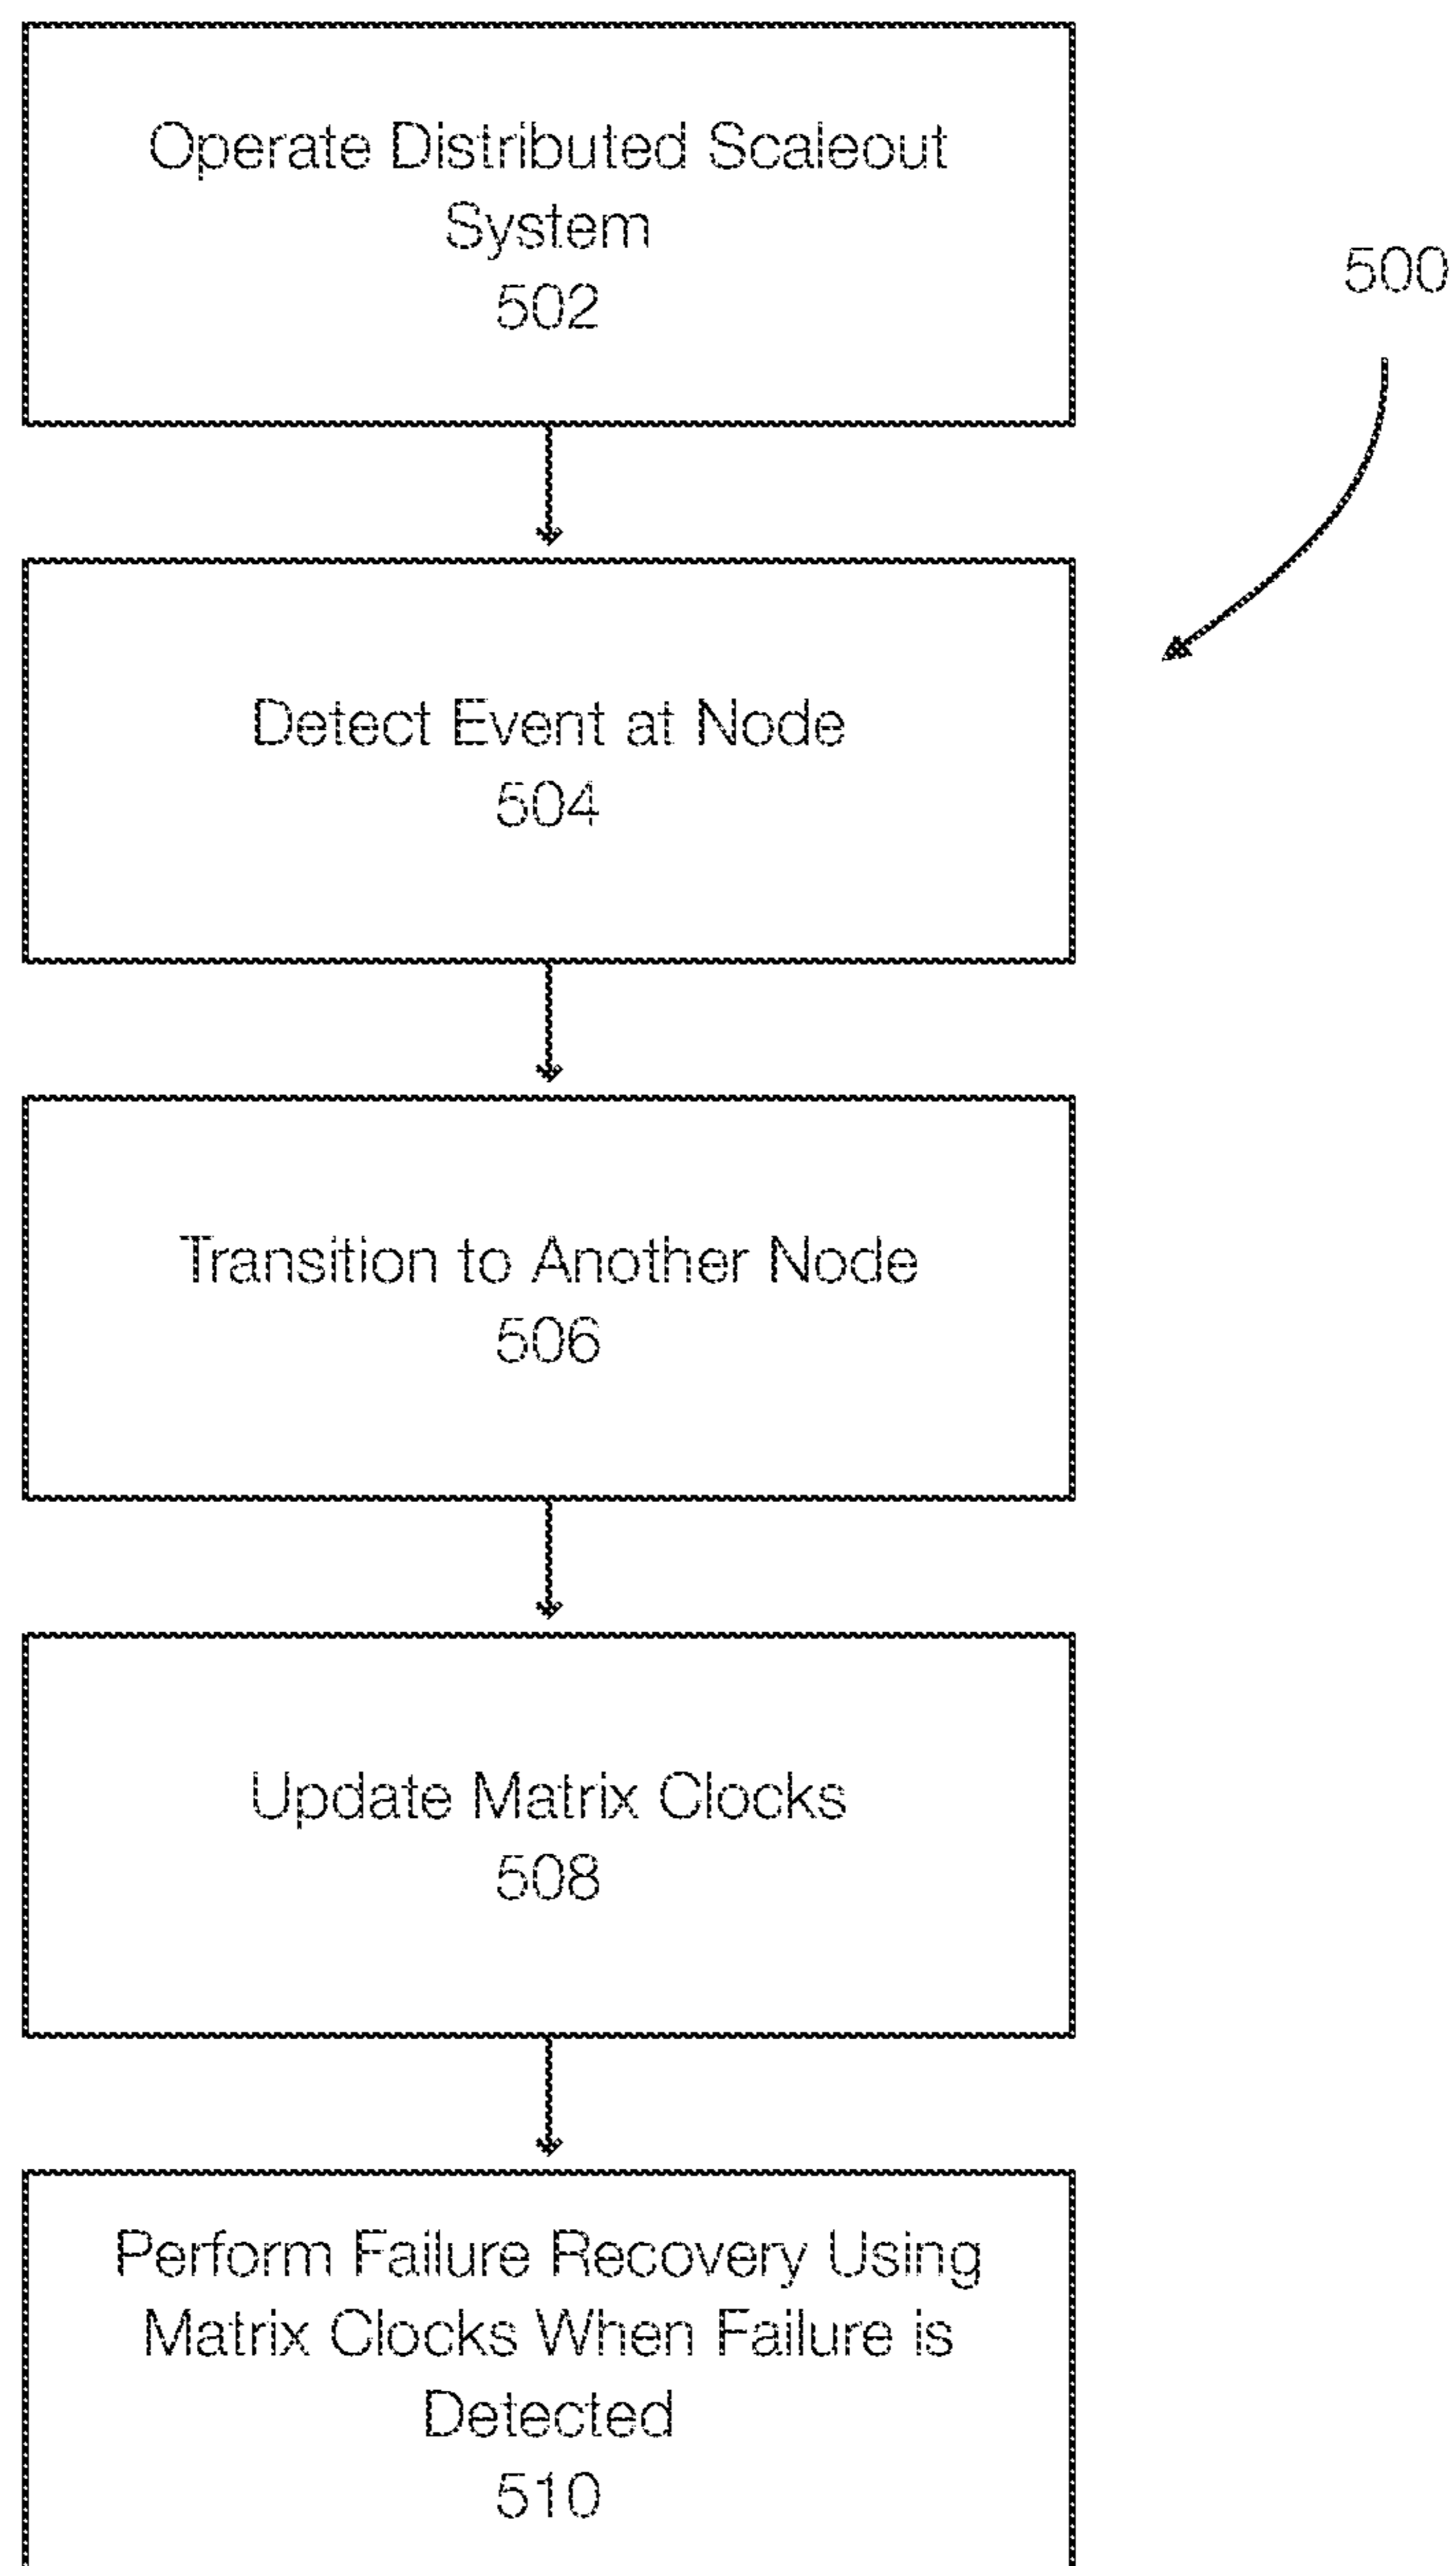 Operate Distributed Scaleout
System
502
500
Detect Event at Node
504
Transition to Another Node
506
Update Matrix Clocks
508
Perform Failure Recovery Using
Matrix Clocks When Failure is
Detected
510